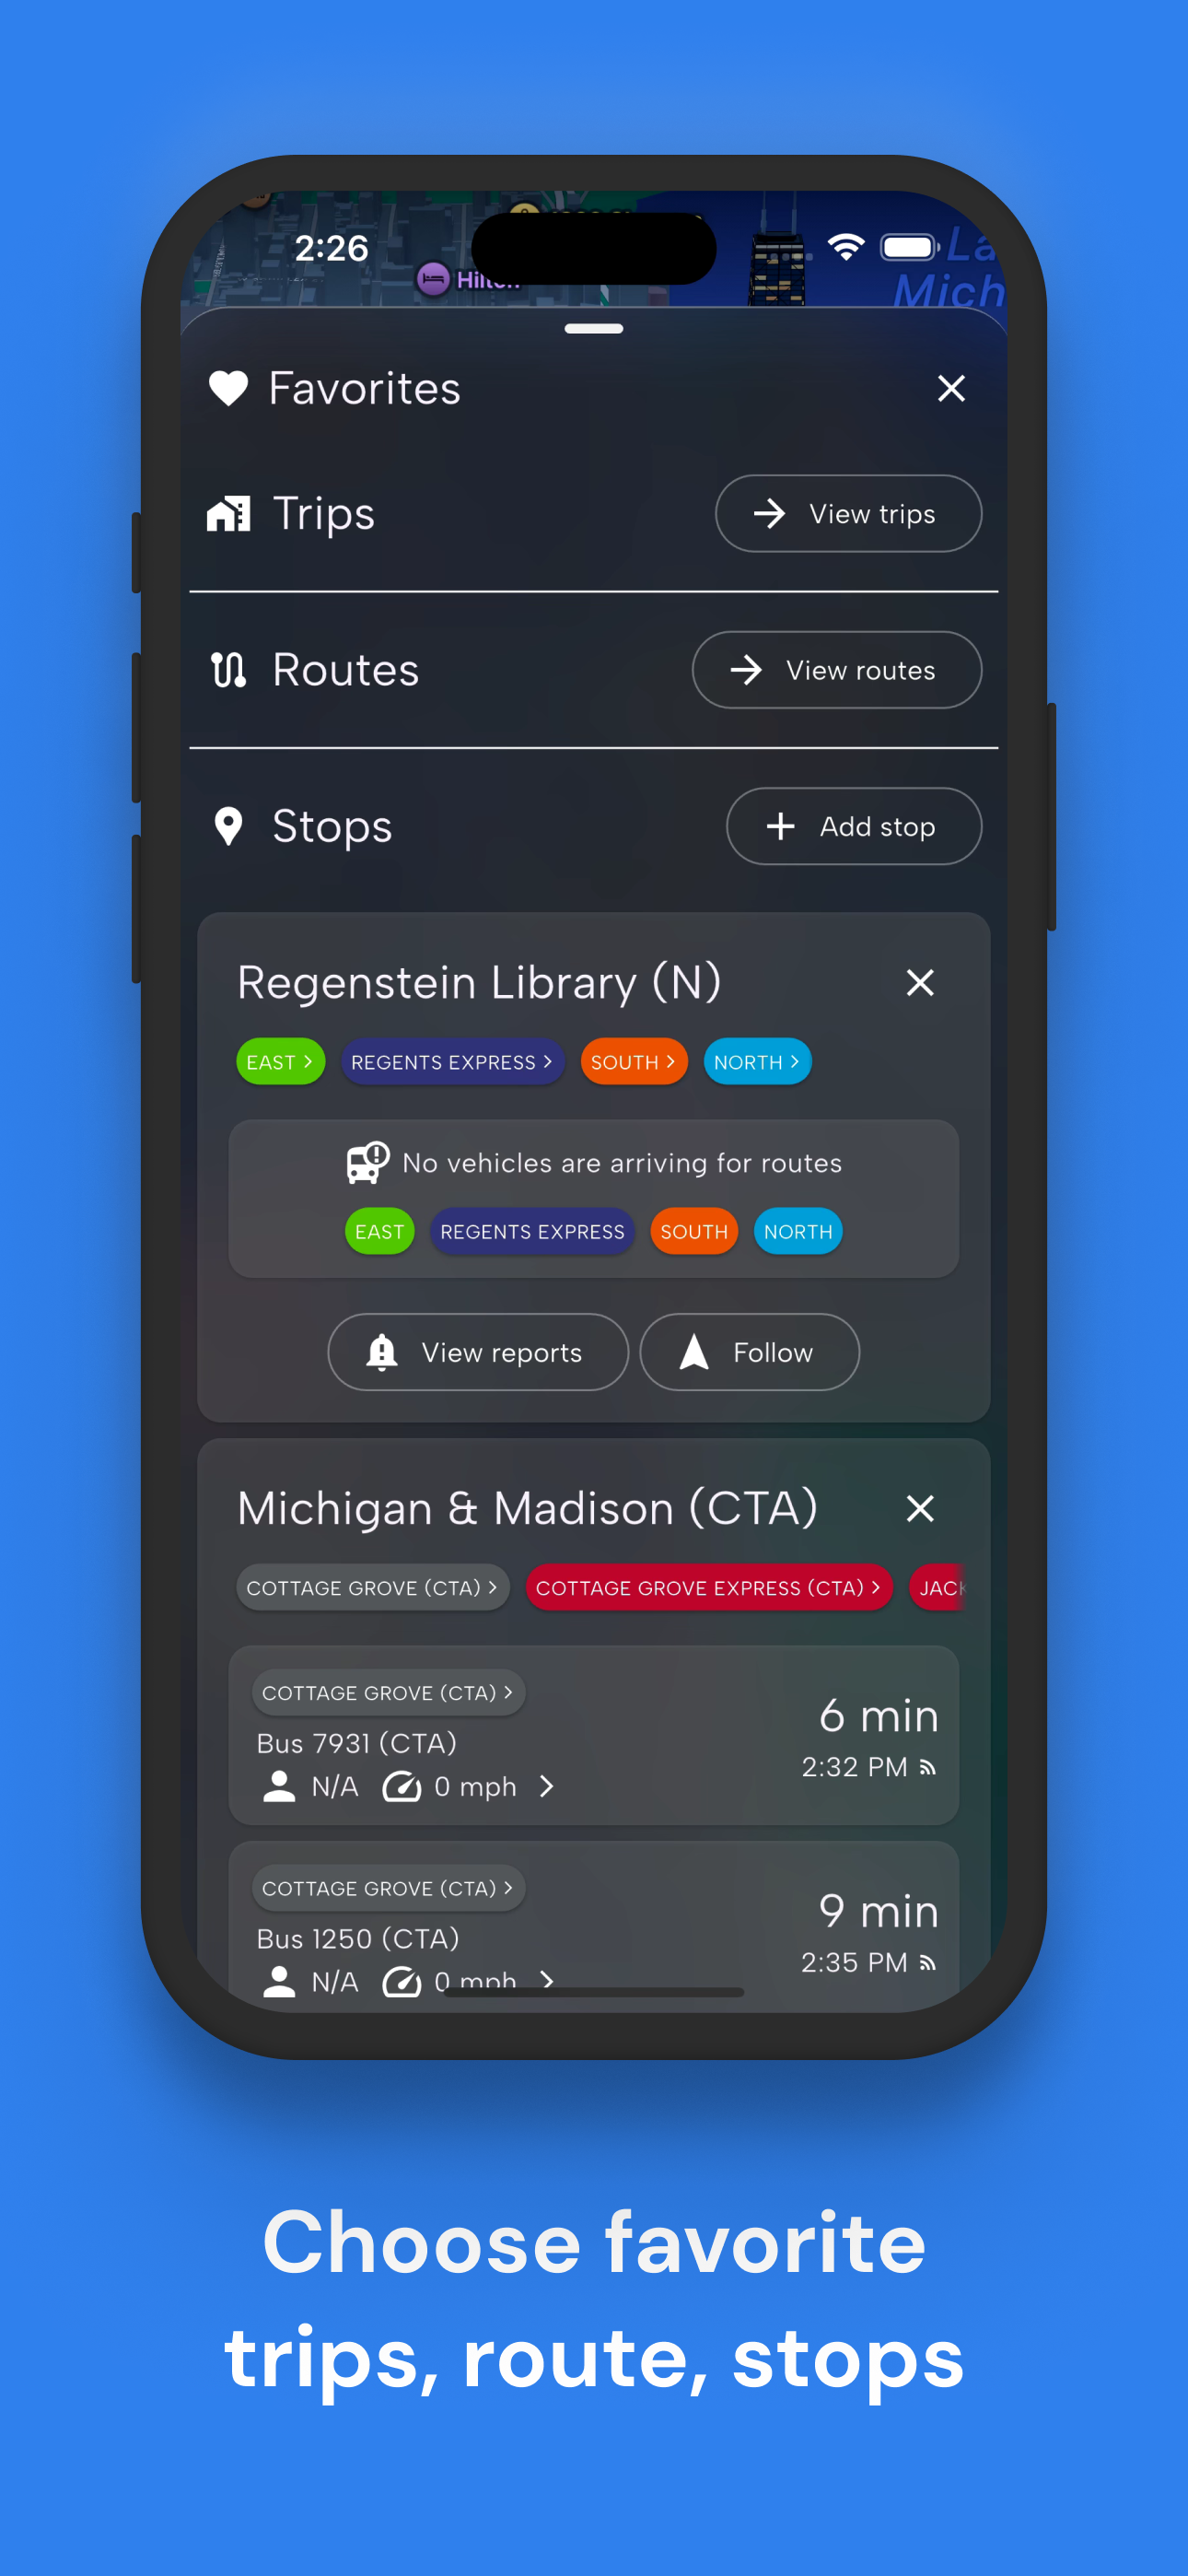 2:26
La
Mich
Favorites
Trips
View trips
Routes
View routes
Stops
Add stop
Regenstein Library (N)
EAST REGENTS EXPRESS SOUTH NORTH
No vehicles are arriving for routes
EAST REGENTS EXPRESS SOUTH NORTH
View reports Follow
Michigan & Madison (CTA)
COTTAGE GROVE (CTA) COTTAGE GROVE EXPRESS (CTA) JACK
COTTAGE GROVE (CTA)
6 min
Bus 7931 (CTA)
2:32 PM
N/A 0 mph
COTTAGE GROVE (CTA)
9 min
Bus 1250 (CTA)
2:35 PM
N/A 0 mph
Choose favorite
trips, route, stops